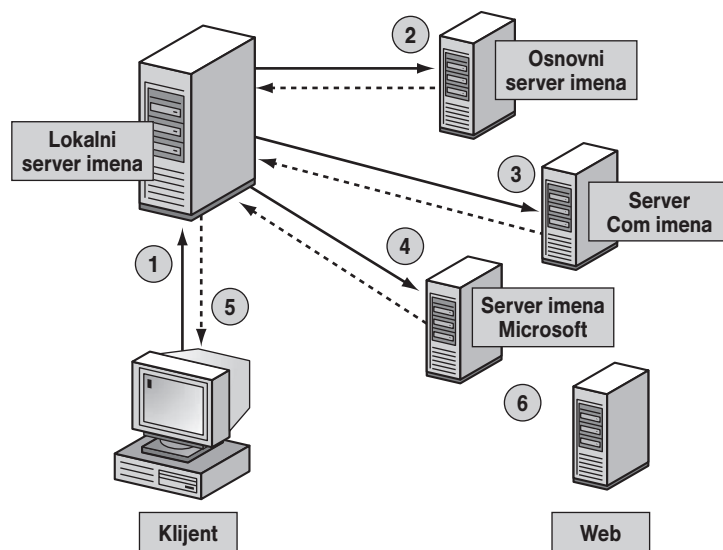 2
Osnovni
server imena
Lokalni
server imena
3
Server
Com imena
1
4
5
Server imena
Microsoft
6
Klijent
Web